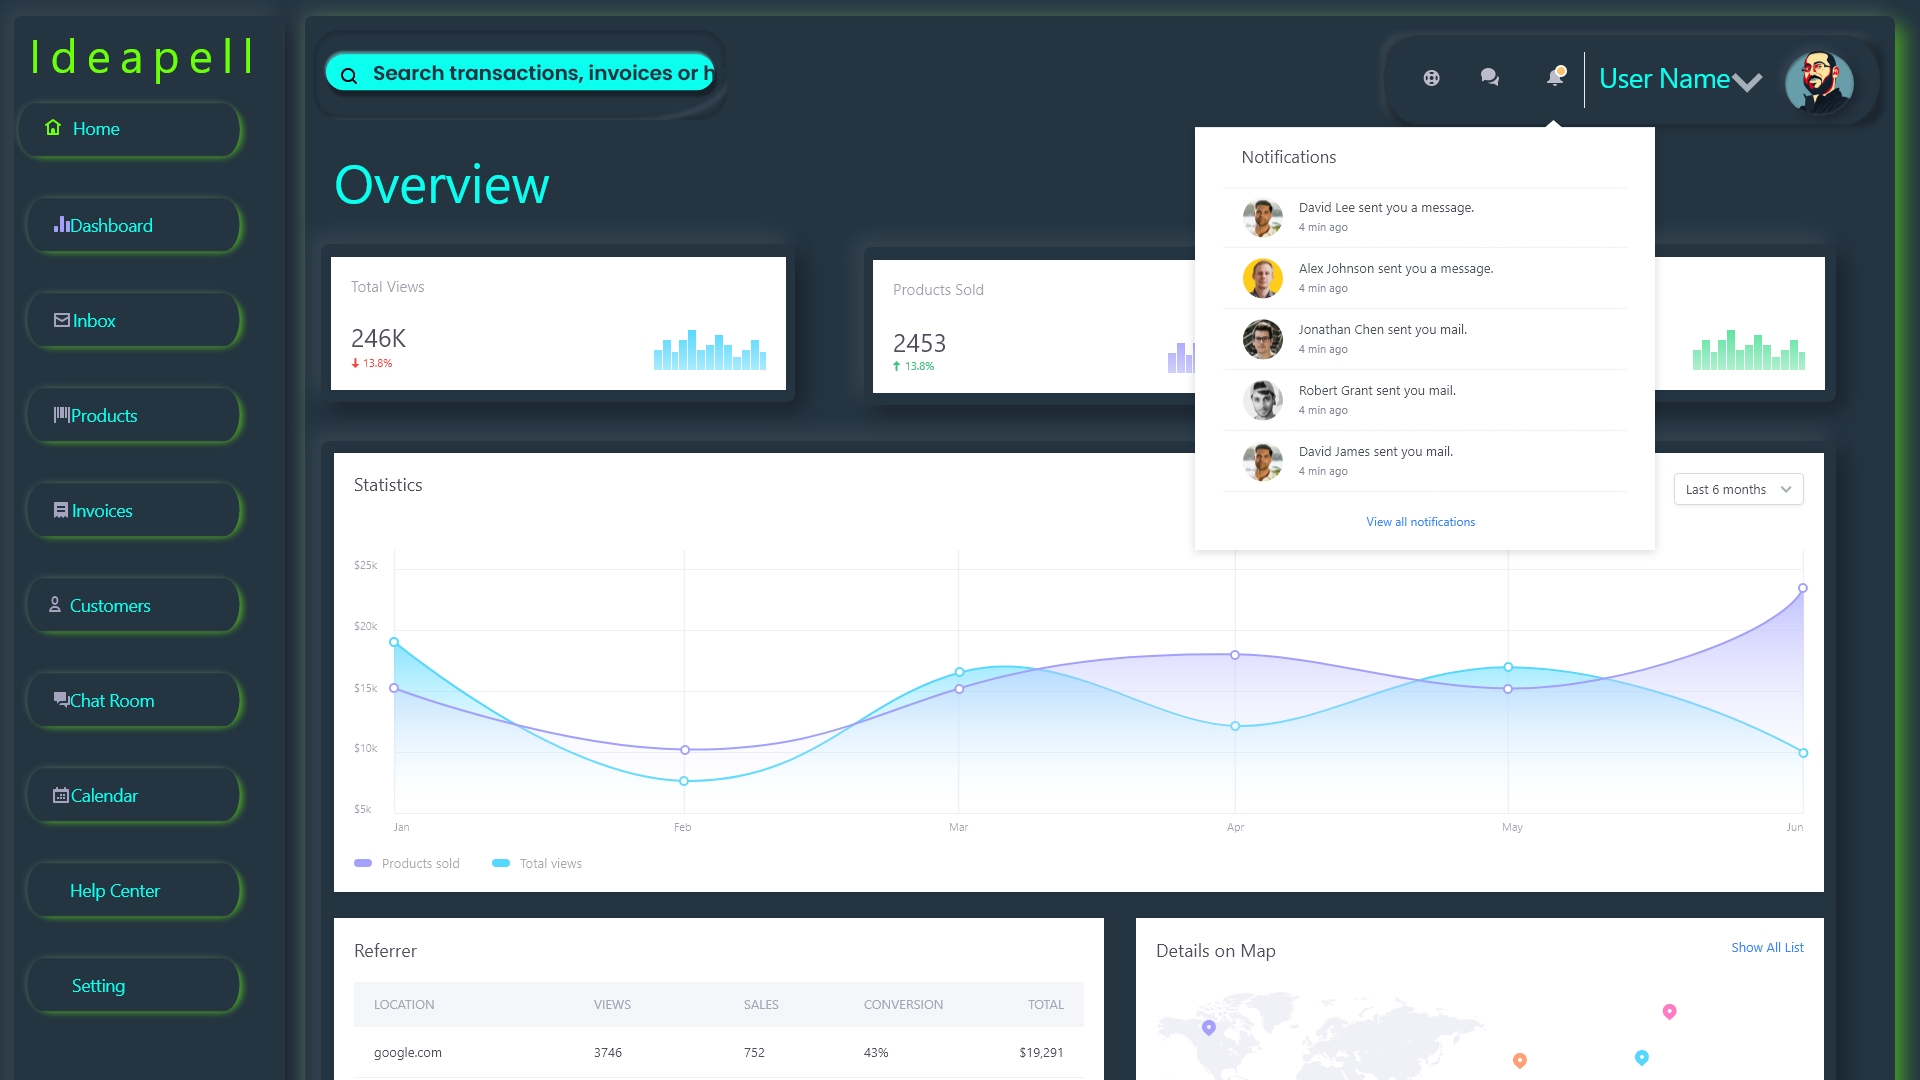 Ideapell
Home
Dashboard
Inbox
Products
Invoices
Customers
Chat Room
Calendar
Help Center
Setting
Search transactions, invoices or h
User Name
Overview
Notifications
David Lee sent you a message.
4 min ago
Alex Johnson sent you a message.
4 min ago
Jonathan Chen sent you mail.
4 min ago
Robert Grant sent you mail.
4 min ago
David James sent you mail.
4 min ago
View all notifications
Total Views
246K
13.8%
Products Sold
2453
13.8%
Statistics
Last 6 months
$25k
$20k
$15k
$10k
$5k
Jan Feb Mar Apr May Jun
Products sold Total views
Referrer
LOCATION VIEWS SALES CONVERSION TOTAL
google.com 3746 752 43% $19,291
Details on Map
Show All List